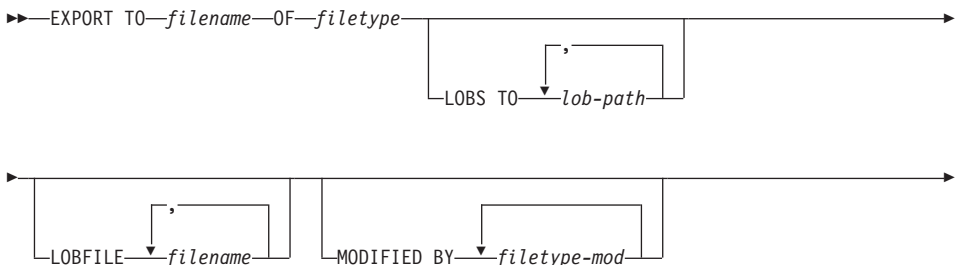 EXPORT TO filename OF filetype
,
LOBS TO lob-path
, 
LOBFILE filename MODIFIED BY filetype-mod